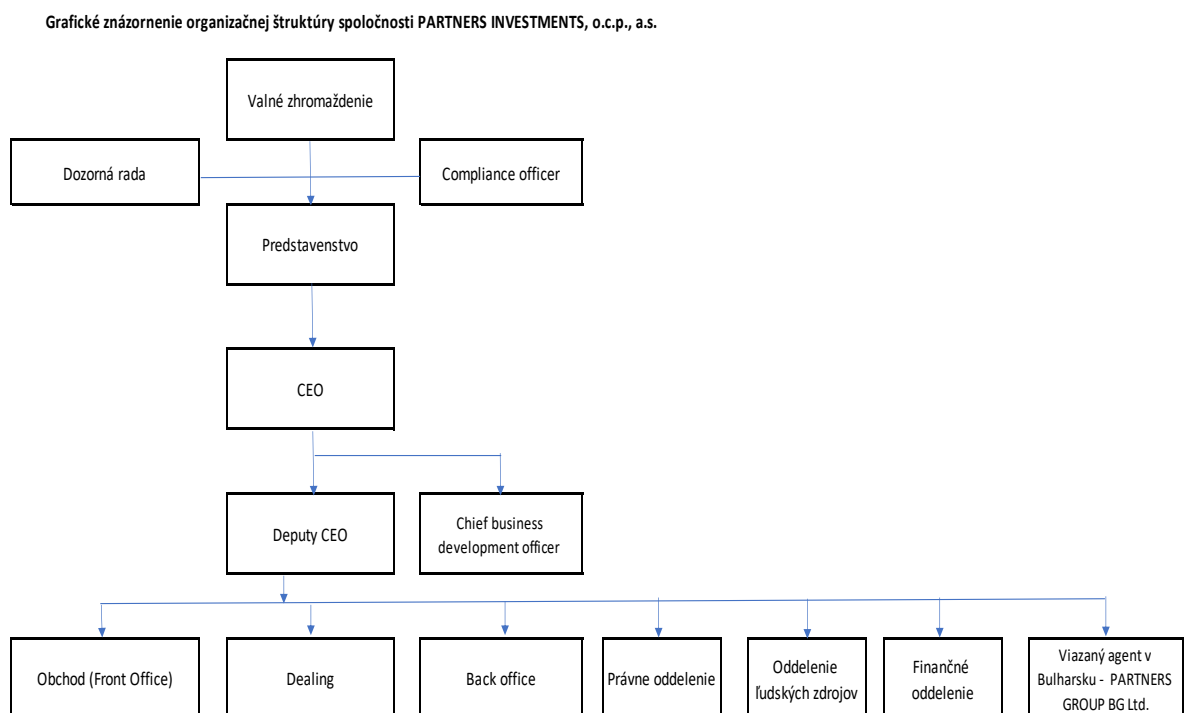 Grafické znázornenie organizačnej štruktúry spoločnosti PARTNERS INVESTMENTS, o.c.p., a.s.
Valné zhromaždenie
Dozorná rada
Compliance officer
Predstavenstvo
CEO
Deputy CEO
Chief business
development officer
Obchod (Front Office)
Dealing
Back office
Právne oddelenie
Oddelenie
ľudských zdrojov
Finančné
oddelenie
Viazaný agent v
Bulharsku - PARTNERS
GROUP BG Ltd.